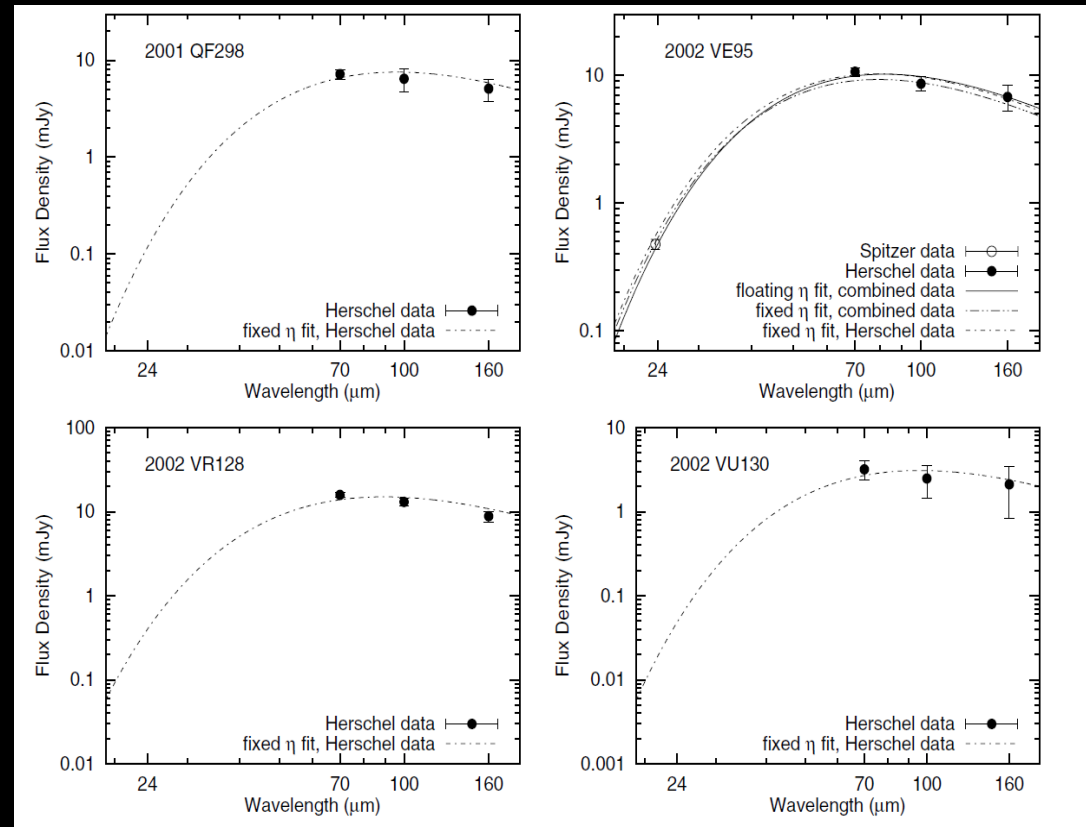 2001 QF298
10
1
0.1
0.01
Flux Density (mJy)
Herschel data
fixed η fit, Herschel data
24 70 100 160
Wavelength (μm)
2002 VE95
10
1
0.1
Flux Density (mJy)
Spitzer data
Herschel data
floating η fit, combined data
fixed η fit, combined data
fixed η fit, Herschel data
24 70 100 160
Wavelength (μm)
2002 VR128
100
10
1
0.1
0.01
Flux Density (mJy)
Herschel data
fixed η fit, Herschel data
24 70 100 160
Wavelength (μm)
2002 VU130
10
1
0.1
0.01
0.001
Flux Density (mJy)
Herschel data
fixed η fit, Herschel data
24 70 100 160
Wavelength (μm)